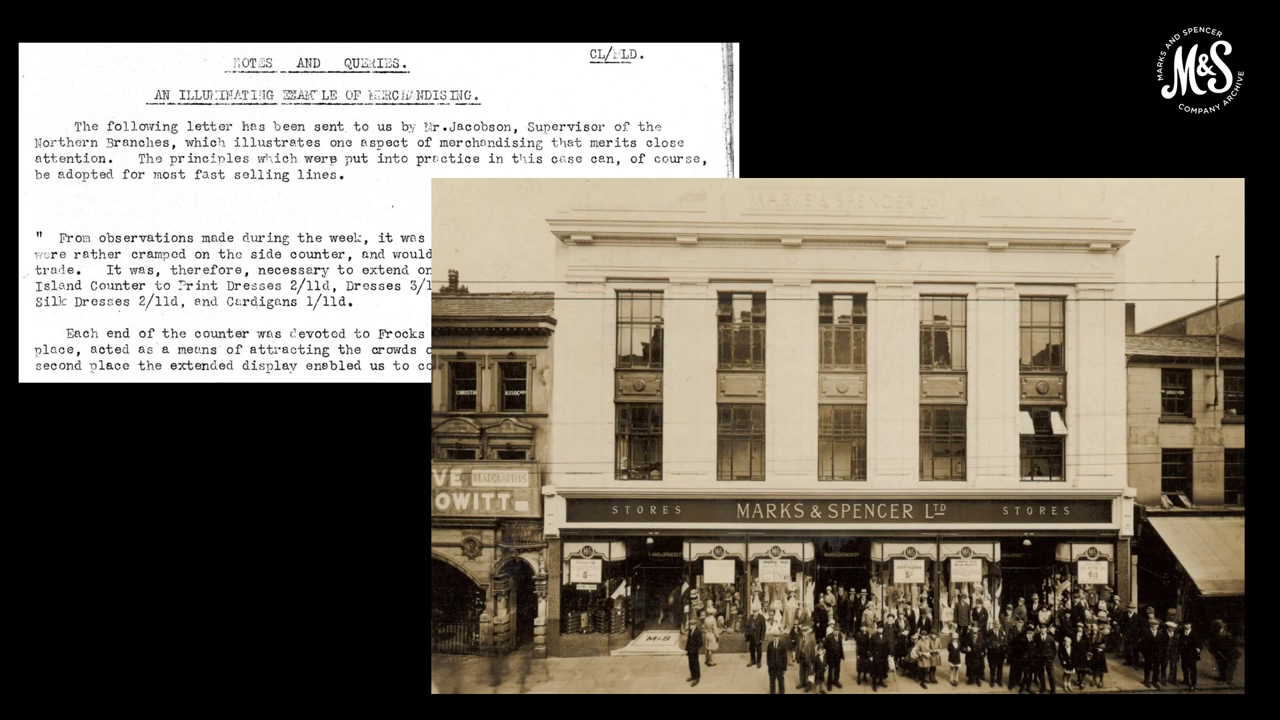 NOTES AND QUERIES.
CL/
AN ILLUMINATING EXAMPLE OF MERCHANDISING.
The following letter has been sent to us by Mr.Jacobson, Supervisor of the
Northern Branches, which illustrates one aspect of merchandising that merits close
attention. The principles which were put into practice in this case can, of course,
be adopted for most fast selling lines.
" From observations made during the week, it was
were rather cramped on the side counter, and would
trade. It was, therefore, necessary to extend on
Island Counter to Print Dresses 2/11d, Dresses 3/1
Silk Dresses 2/11d, and Cardigans 1/11d.
Each end of the counter was devoted to Frocks
place, acted as a means of attracting the crowds
second place the extended display enabled us to co
MARKS AND SPENCER
M&S
COMPANY ARCHIVE
MARKS & SPENCER LTD
CHRISTIAN
HEADQUARTERS
VE
OWITT
STORES MARKS & SPENCER LTD STORES
M&S